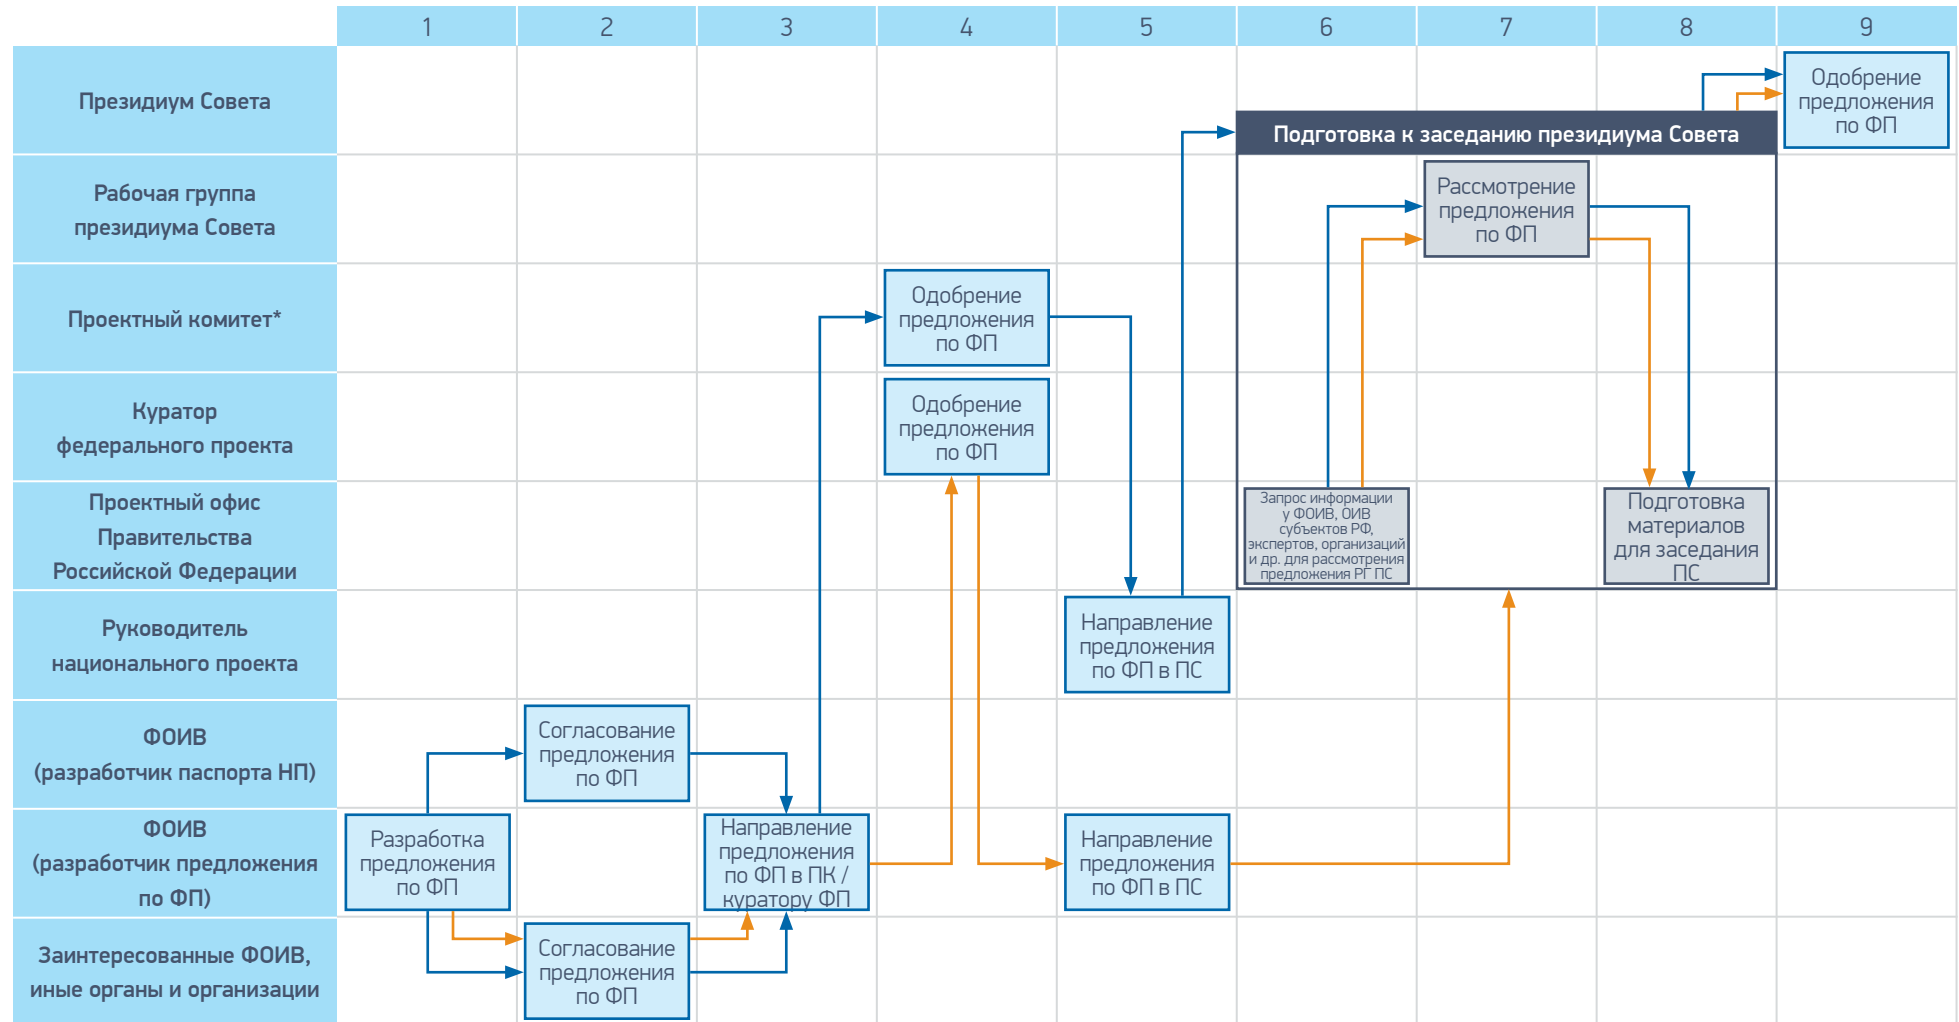 1 2 3 4 5 6 7 8 9
Президиум Совета
Одобрение
предложения
по ФП
Подготовка к заседанию президиума Совета
Рабочая группа
президиума Совета
Рассмотрение
предложения
по ФП
Проектный комитет*
Одобрение
предложения
по ФП
Куратор
федерального проекта
Одобрение
предложения
по ФП
Проектный офис
Правительства
Российской Федерации
Запрос информации
у ФОИВ, ОИВ
субъектов РФ,
экспертов, организаций
и др. для рассмотрения
предложения РГ ПС
Подготовка
материалов
для заседания
ПС
Руководитель
национального проекта
Направление
предложения
по ФП в ПС
ФОИВ
(разработчик паспорта НП)
Согласование
предложения
по ФП
ФОИВ
(разработчик предложения
по ФП)
Разработка
предложения
по ФП
Направление
предложения
по ФП в ПК /
куратору ФП
Направление
предложения
по ФП в ПС
Заинтересованные ФОИВ,
иные органы и организации
Согласование
предложения
по ФП